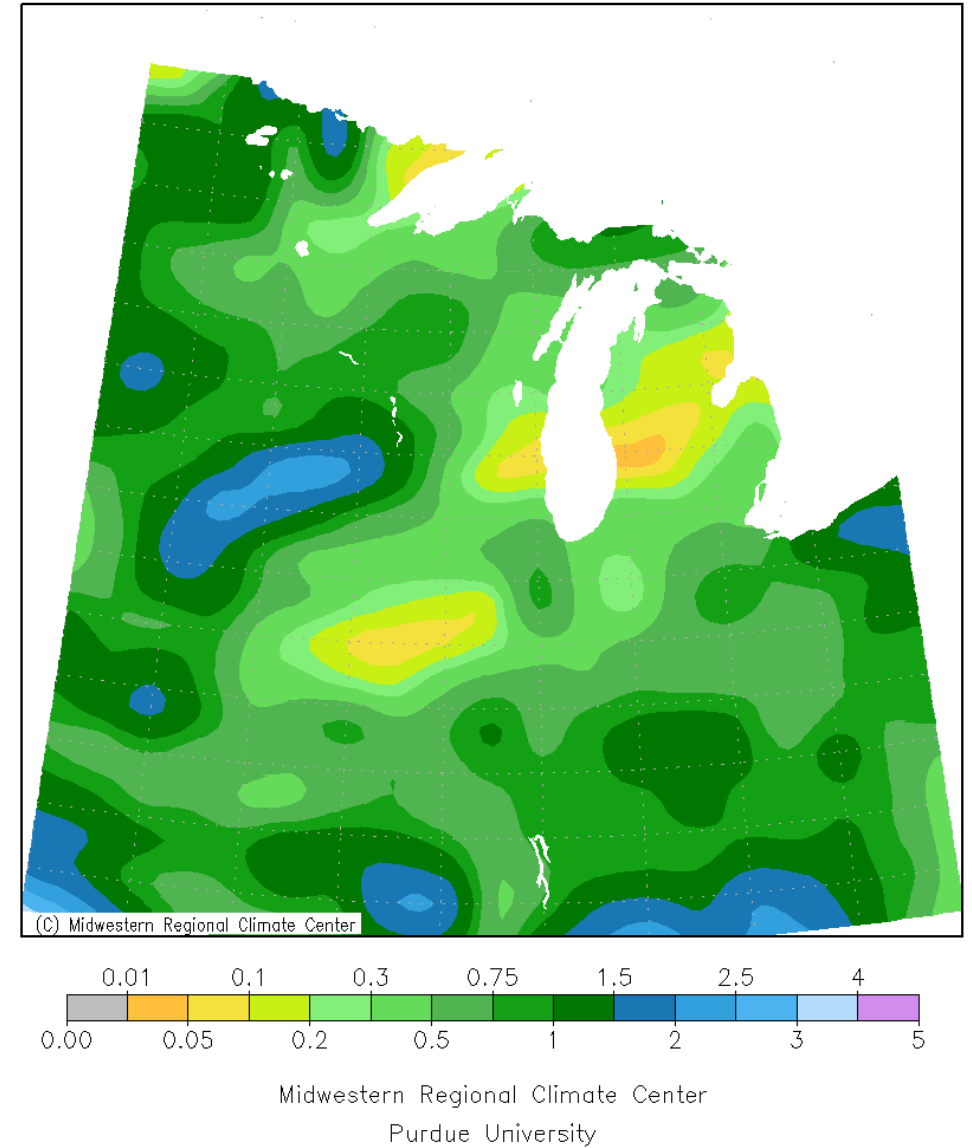 (C) Midwestern Regional Climate Center
0.01 0.1 0.3 0.75 1.5 2.5 4
0.00 0.05 0.2 0.5 1 2 3 5
Midwestern Regional Climate Center
Purdue University